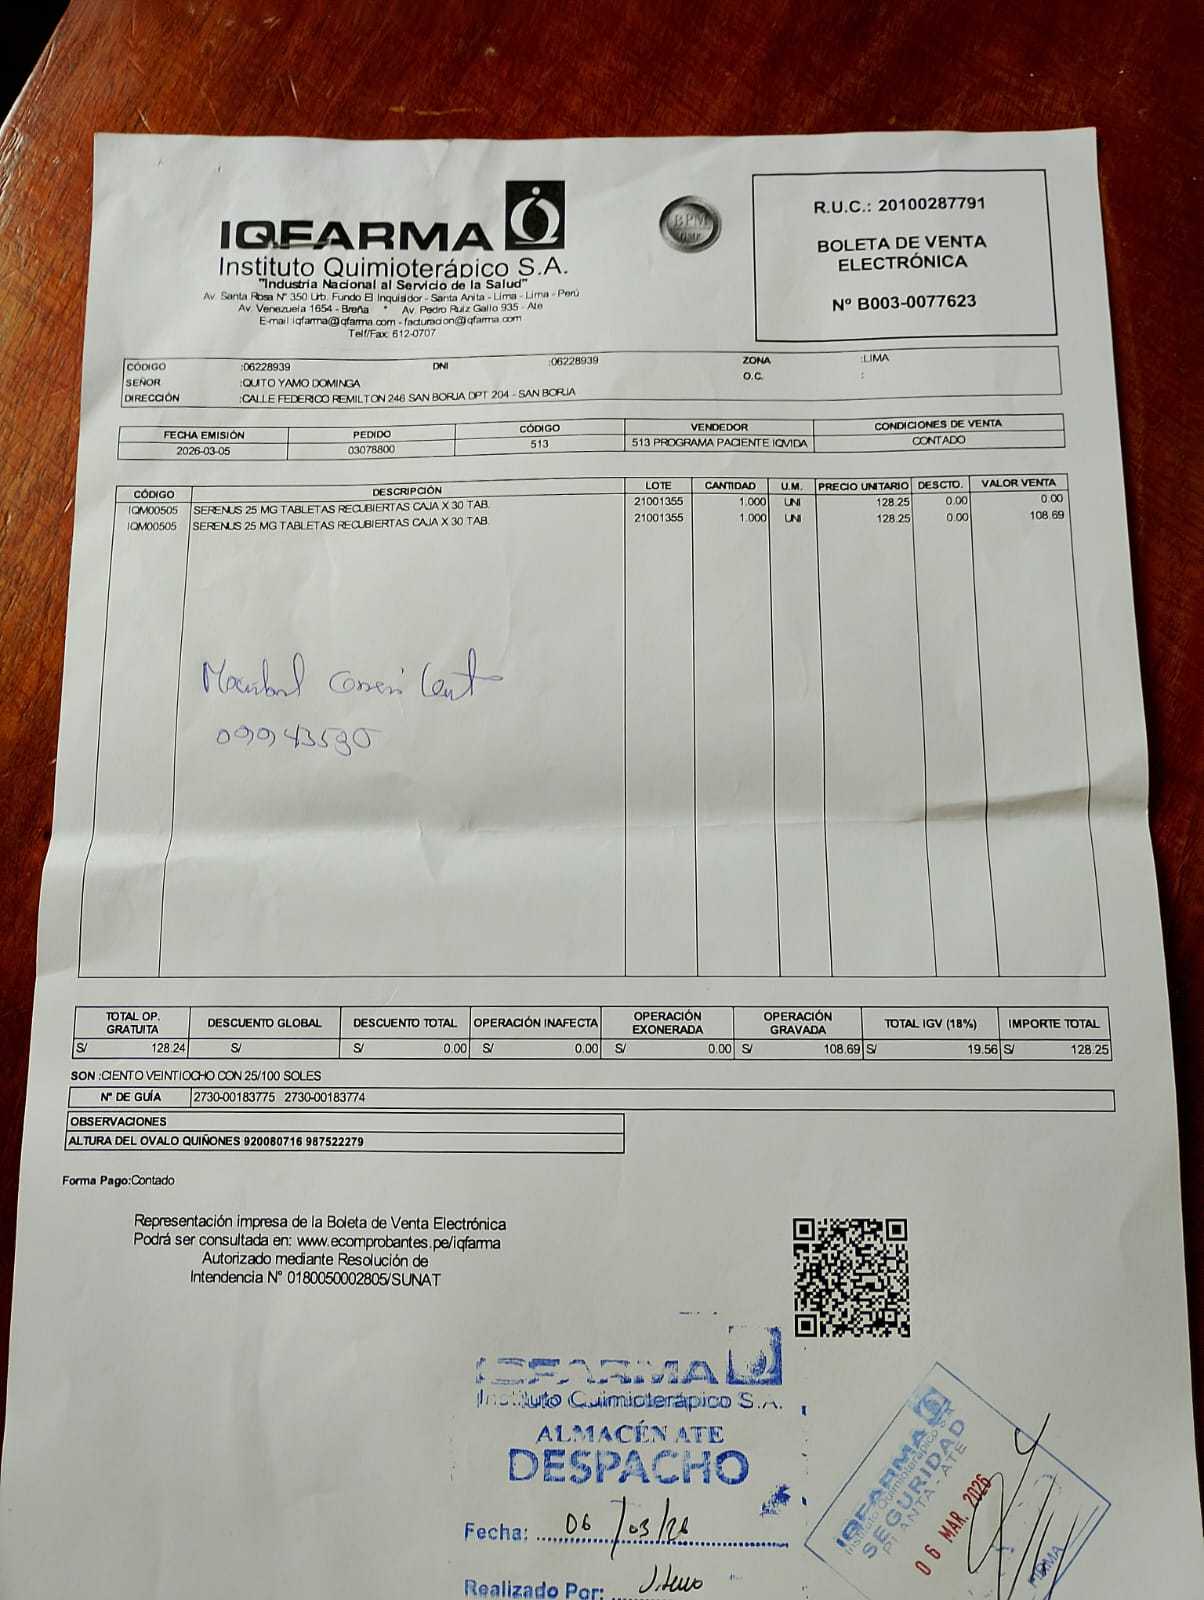 IQFARMA
Instituto Quimioterápico S.A.
"Industria Nacional al Servicio de la Salud"
Av. Santa Rosa N° 350 Urb. Fundo El Inquisidor - Santa Anita - Lima - Lima - Perú
Av. Venezuela 1654 - Breña * Av. Pedro Ruiz Gallo 935 - Ate
E-mail: iqfarma@iqfarma.com - facturacion@iqfarma.com
Telf/Fax: 612-0707
BPM
R.U.C.: 20100287791
BOLETA DE VENTA
ELECTRÓNICA
Nº B003-0077623
CÓDIGO :06228939 DNI :06228939 ZONA :LIMA
SEÑOR :QUITO YAMO DOMINGA O.C. :
DIRECCIÓN :CALLE FEDERICO REMILTON 246 SAN BORJA DPT 204 - SAN BORJA
FECHA EMISIÓN PEDIDO CÓDIGO VENDEDOR CONDICIONES DE VENTA
2026-03-05 03078800 513 513 PROGRAMA PACIENTE IQVIDA CONTADO
CÓDIGO DESCRIPCIÓN LOTE CANTIDAD U.M. PRECIO UNITARIO DESCTO. VALOR VENTA
IQM00505 SERENUS 25 MG TABLETAS RECUBIERTAS CAJA X 30 TAB. 21001355 1.000 UNI 128.25 0.00 0.00
IQM00505 SERENUS 25 MG TABLETAS RECUBIERTAS CAJA X 30 TAB. 21001355 1.000 UNI 128.25 0.00 108.69
TOTAL OP. GRATUITA DESCUENTO GLOBAL DESCUENTO TOTAL OPERACIÓN INAFECTA OPERACIÓN EXONERADA OPERACIÓN GRAVADA TOTAL IGV (18%) IMPORTE TOTAL
S/ 128.24 S/ S/ 0.00 S/ 0.00 S/ 0.00 S/ 108.69 S/ 19.56 S/ 128.25
SON :CIENTO VEINTIOCHO CON 25/100 SOLES
Nº DE GUÍA 2730-00183775 2730-00183774
OBSERVACIONES
ALTURA DEL OVALO QUIÑONES 920080716 987522279
Forma Pago:Contado
Representación impresa de la Boleta de Venta Electrónica
Podrá ser consultada en: www.ecomprobantes.pe/iqfarma
Autorizado mediante Resolución de
Intendencia N° 0180050002805/SUNAT
IQFARMA
Instituto Quimioterápico S.A.
ALMACÉN ATE
DESPACHO
Fecha: 06/03/26
Realizado Por:
IQFARMA
Instituto Quimioterápico S.A.
SEGURIDAD
PLANTA - ATE
06 MAR. 2026
FIRMA